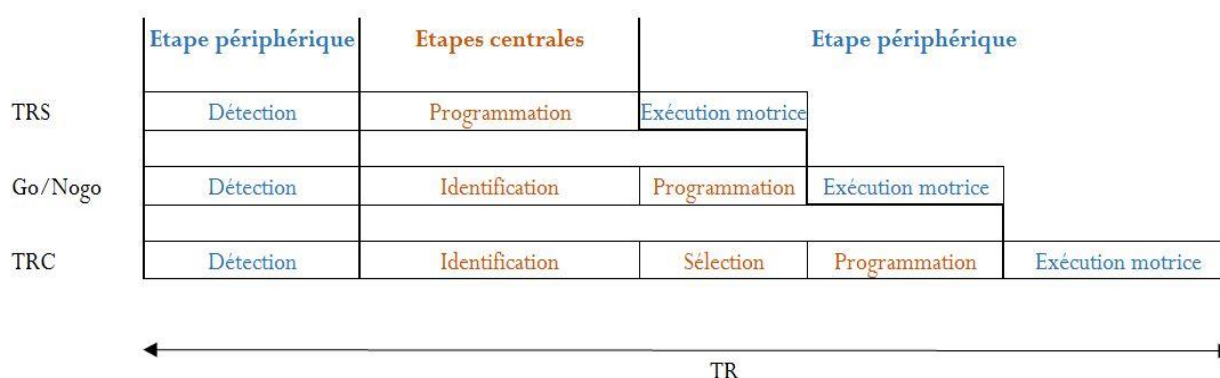 Etape périphérique Etapes centrales Etape périphérique
TRS Détection Programmation Exécution motrice
Go/Nogo Détection Identification Programmation Exécution motrice
TRC Détection Identification Sélection Programmation Exécution motrice
TR